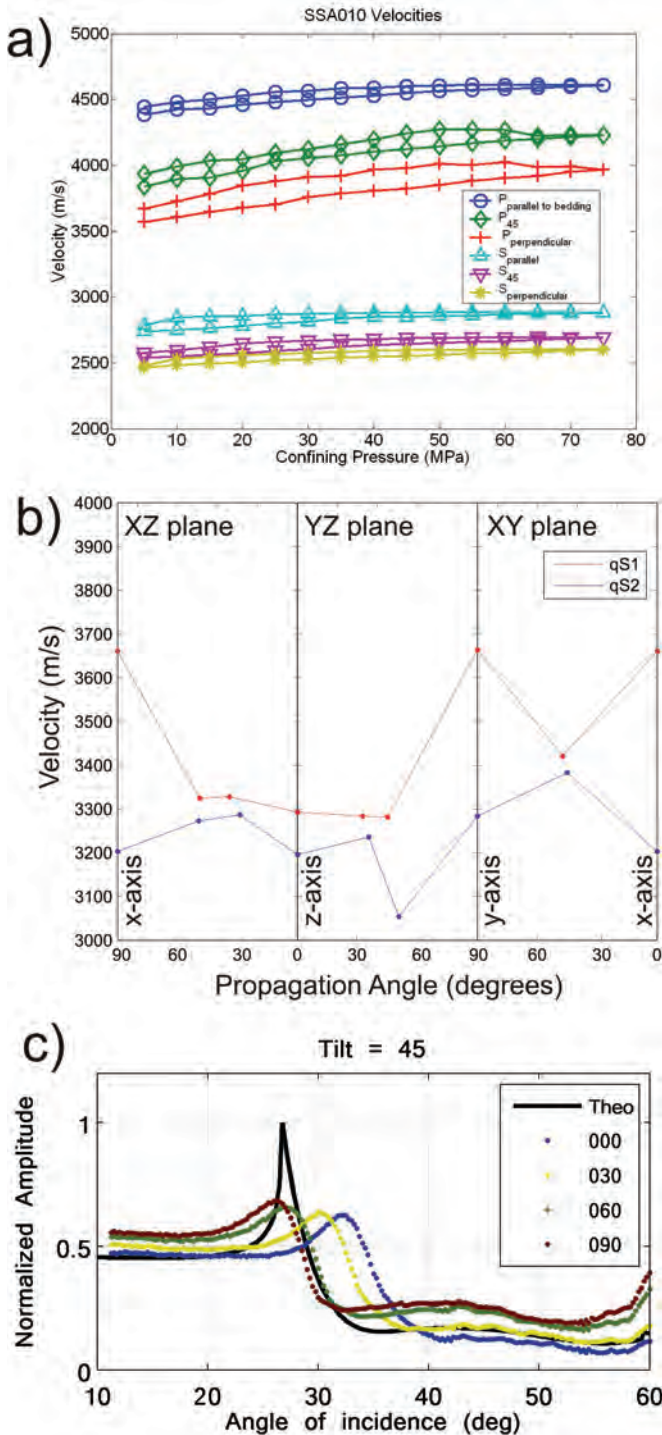 a)
SSA010 Velocities
5000
4500
4000
3500
3000
2500
2000
Velocity (m/s)
P parallel to bedding
P 45
P perpendicular
S parallel
S 45
S perpendicular
0 10 20 30 40 50 60 70 80
Confining Pressure (MPa)
b)
4000
3900
3800
3700
3600
3500
3400
3300
3200
3100
3000
Velocity (m/s)
XZ plane YZ plane XY plane
qS1
qS2
x-axis z-axis y-axis x-axis
90 60 30 0 30 60 90 60 30 0
Propagation Angle (degrees)
c)
Tilt = 45
1
0.5
0
Normalized Amplitude
Theo
000
030
060
090
10 20 30 40 50 60
Angle of incidence (deg)